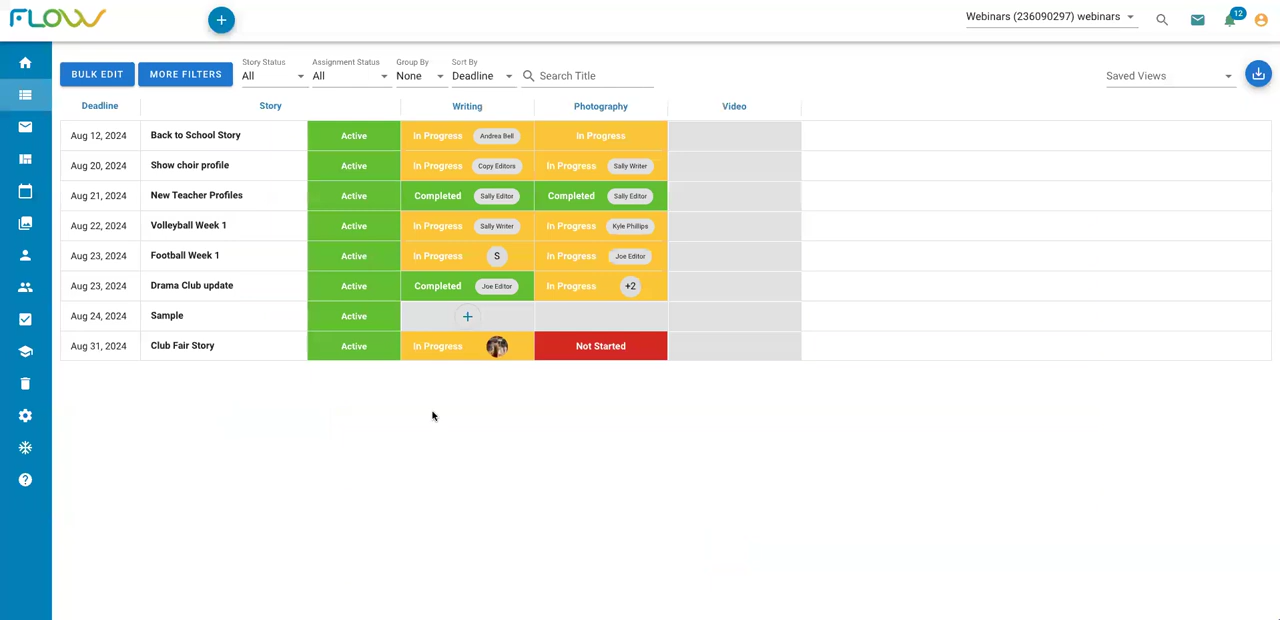 FLOW
+
Webinars (236090297) webinars
12
BULK EDIT
MORE FILTERS
Story Status
All
Assignment Status
All
Group By
None
Sort By
Deadline
Search Title
Saved Views
Deadline Story Writing Photography Video
Aug 12, 2024 Back to School Story Active In Progress Andrea Bell In Progress
Aug 20, 2024 Show choir profile Active In Progress Copy Editors In Progress Sally Writer
Aug 21, 2024 New Teacher Profiles Active Completed Sally Editor Completed Sally Editor
Aug 22, 2024 Volleyball Week 1 Active In Progress Sally Writer In Progress Kyle Phillips
Aug 23, 2024 Football Week 1 Active In Progress S In Progress Joe Editor
Aug 23, 2024 Drama Club update Active Completed Joe Editor In Progress +2
Aug 24, 2024 Sample Active +
Aug 31, 2024 Club Fair Story Active In Progress Not Started